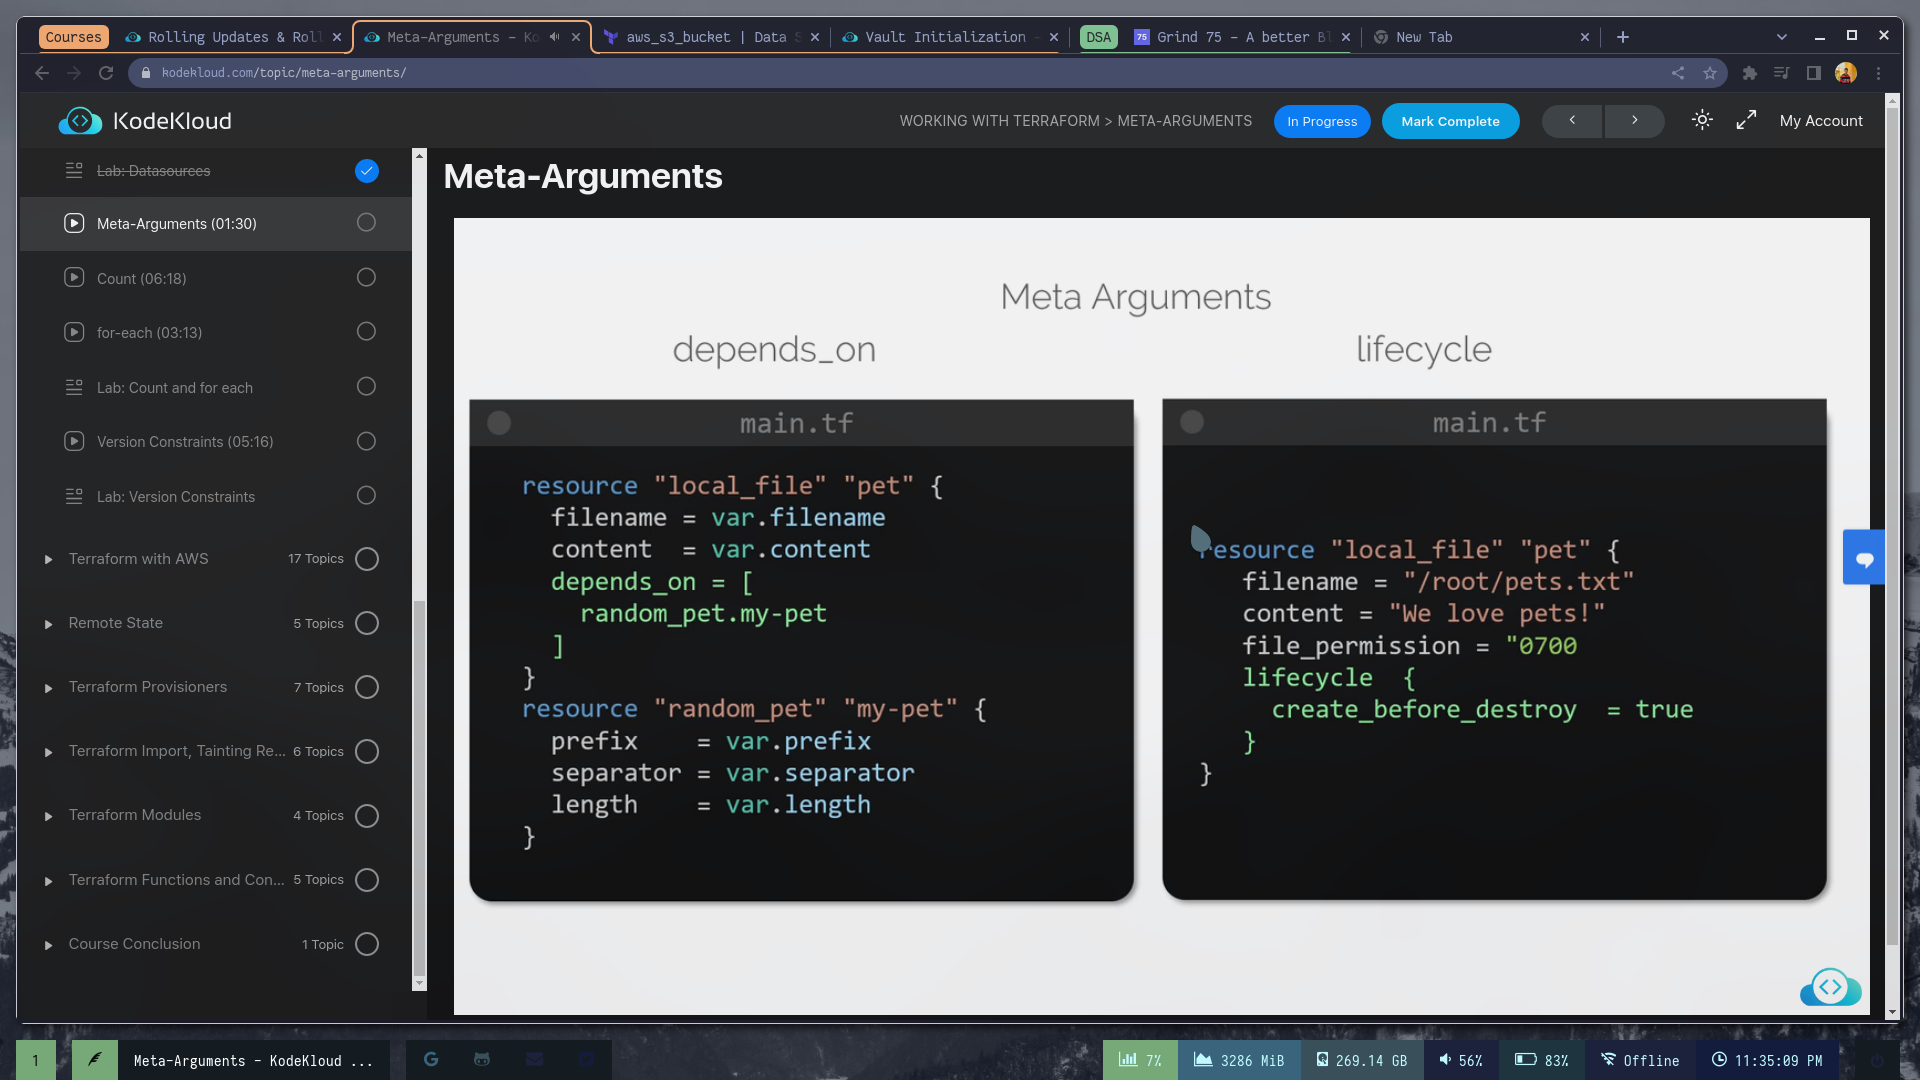 Courses
Rolling Updates & Roll
Meta-Arguments – Ko
aws_s3_bucket | Data S
Vault Initialization –
DSA
75
Grind 75 – A better Bl
New Tab
kodekloud.com/topic/meta-arguments/
KodeKloud
WORKING WITH TERRAFORM > META-ARGUMENTS
In Progress
Mark Complete
My Account
Lab: Datasources
Meta-Arguments (01:30)
Count (06:18)
for-each (03:13)
Lab: Count and for each
Version Constraints (05:16)
Lab: Version Constraints
Terraform with AWS 17 Topics
Remote State 5 Topics
Terraform Provisioners 7 Topics
Terraform Import, Tainting Re... 6 Topics
Terraform Modules 4 Topics
Terraform Functions and Con... 5 Topics
Course Conclusion 1 Topic
Meta-Arguments
Meta Arguments
depends_on
main.tf
resource "local_file" "pet" {
filename = var.filename
content = var.content
depends_on = [
random_pet.my-pet
]
}
resource "random_pet" "my-pet" {
prefix = var.prefix
separator = var.separator
length = var.length
}
lifecycle
main.tf
resource "local_file" "pet" {
filename = "/root/pets.txt"
content = "We love pets!"
file_permission = "0700
lifecycle {
create_before_destroy = true
}
}
1
Meta-Arguments – KodeKloud ...
7%
3286 MiB
269.14 GB
56%
83%
Offline
11:35:09 PM